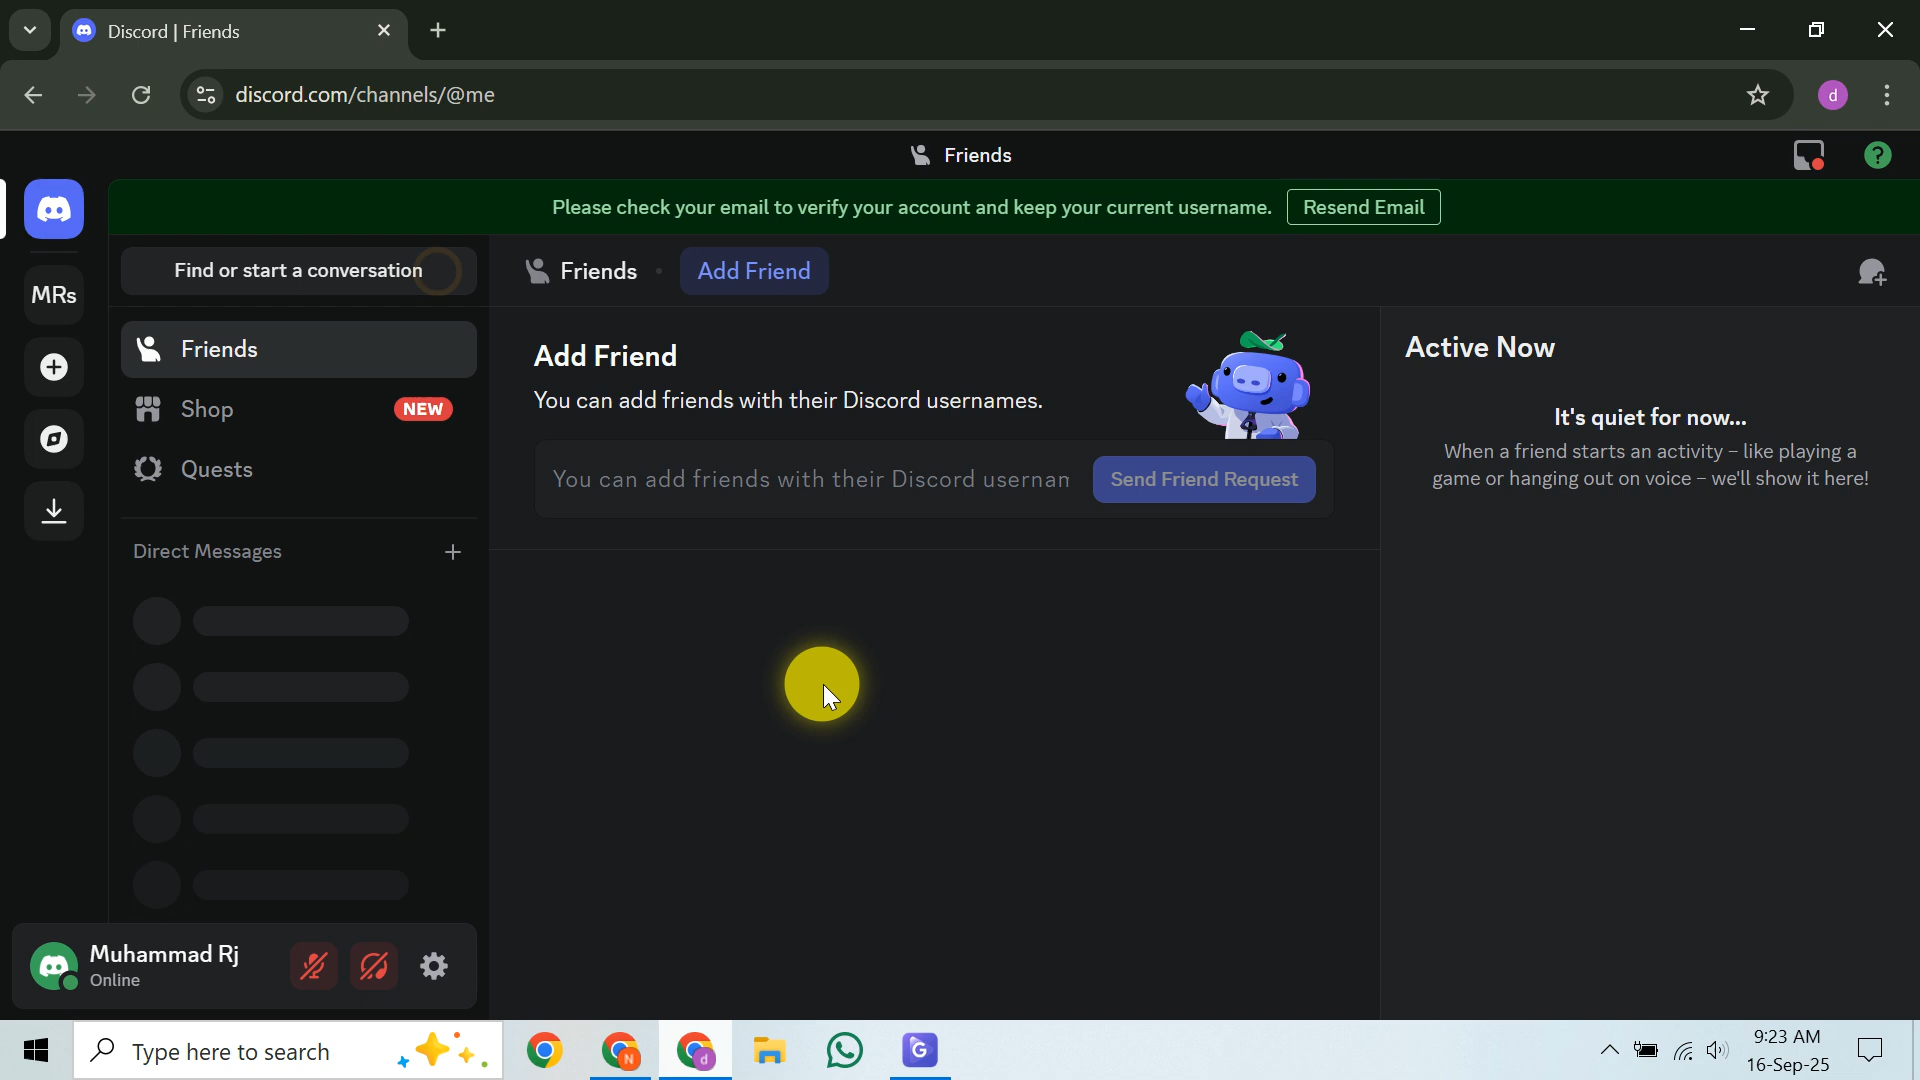 Discord | Friends
discord.com/channels/@me
d
Friends
?
Please check your email to verify your account and keep your current username.
Resend Email
MRs
Find or start a conversation
Friends
Shop
NEW
Quests
Direct Messages
Friends
Add Friend
Add Friend
You can add friends with their Discord usernames.
You can add friends with their Discord usernan
Send Friend Request
Active Now
It's quiet for now...
When a friend starts an activity – like playing a
game or hanging out on voice – we'll show it here!
Muhammad Rj
Online
Type here to search
N
d
G
9:23 AM
16-Sep-25